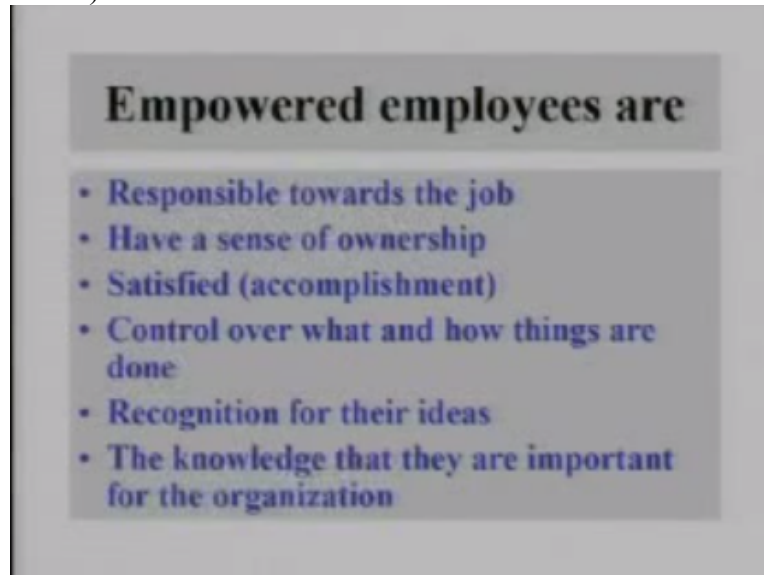 Empowered employees are
• Responsible towards the job
• Have a sense of ownership
• Satisfied (accomplishment)
• Control over what and how things are
done
• Recognition for their ideas
• The knowledge that they are important
for the organization